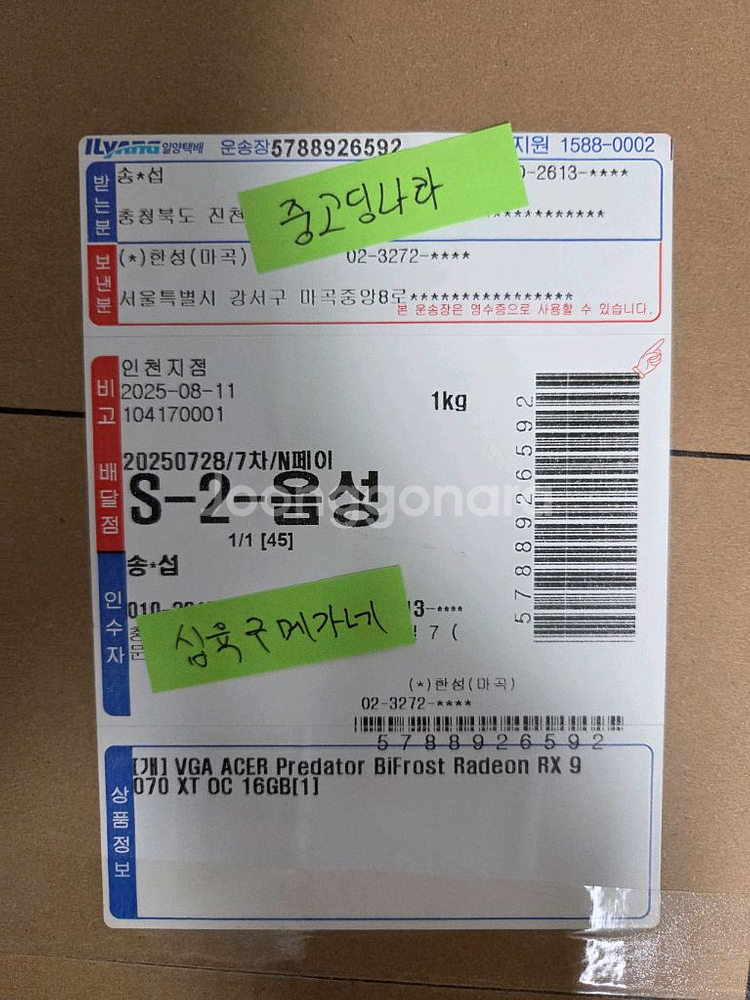 ILyang 일양택배 운송장5788926592 지원 1588-0002
받는분
송*섭 -2613-****
중고딩나라
충청북도 진천 ************
보낸분
(*)한성(마곡) 02-3272-****
서울특별시 강서구 마곡중앙8로***************
본 운송장은 영수증으로 사용할 수 있습니다.
비고
인천지점
2025-08-11
104170001
1kg
5788926592
배달점
20250728/7차/N페이
S-2-음성
joonggonara
1/1 [45]
인수자
송*섭
010- 3-****
심육구메가네
7 (
(*)한성(마곡)
02-3272-****
5788926592
상품정보
[개] VGA ACER Predator BiFrost Radeon RX 9
070 XT OC 16GB[1]